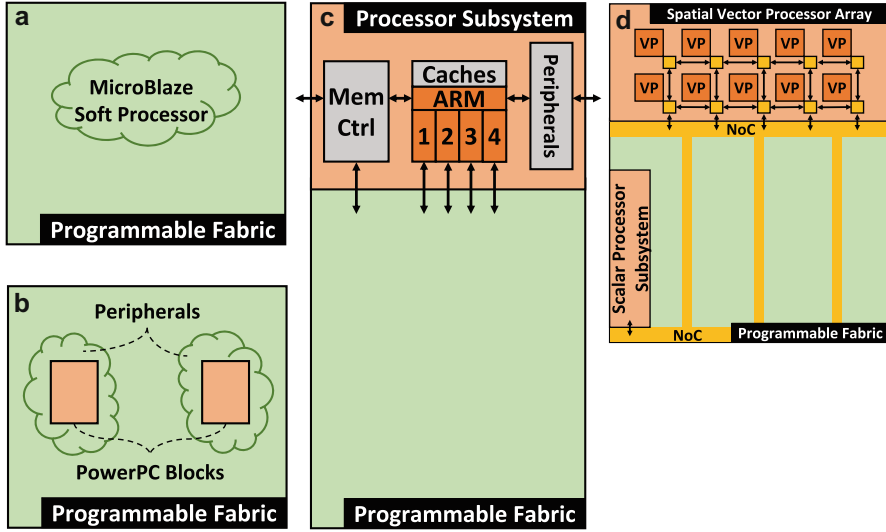 a
MicroBlaze
Soft Processor
Programmable Fabric
b
Peripherals
PowerPC Blocks
Programmable Fabric
c
Processor Subsystem
Mem
Ctrl
Caches
ARM
1 2 3 4
Peripherals
Programmable Fabric
d
Spatial Vector Processor Array
VP VP VP VP VP
VP VP VP VP VP
NoC
Scalar Processor
Subsystem
NoC
Programmable Fabric